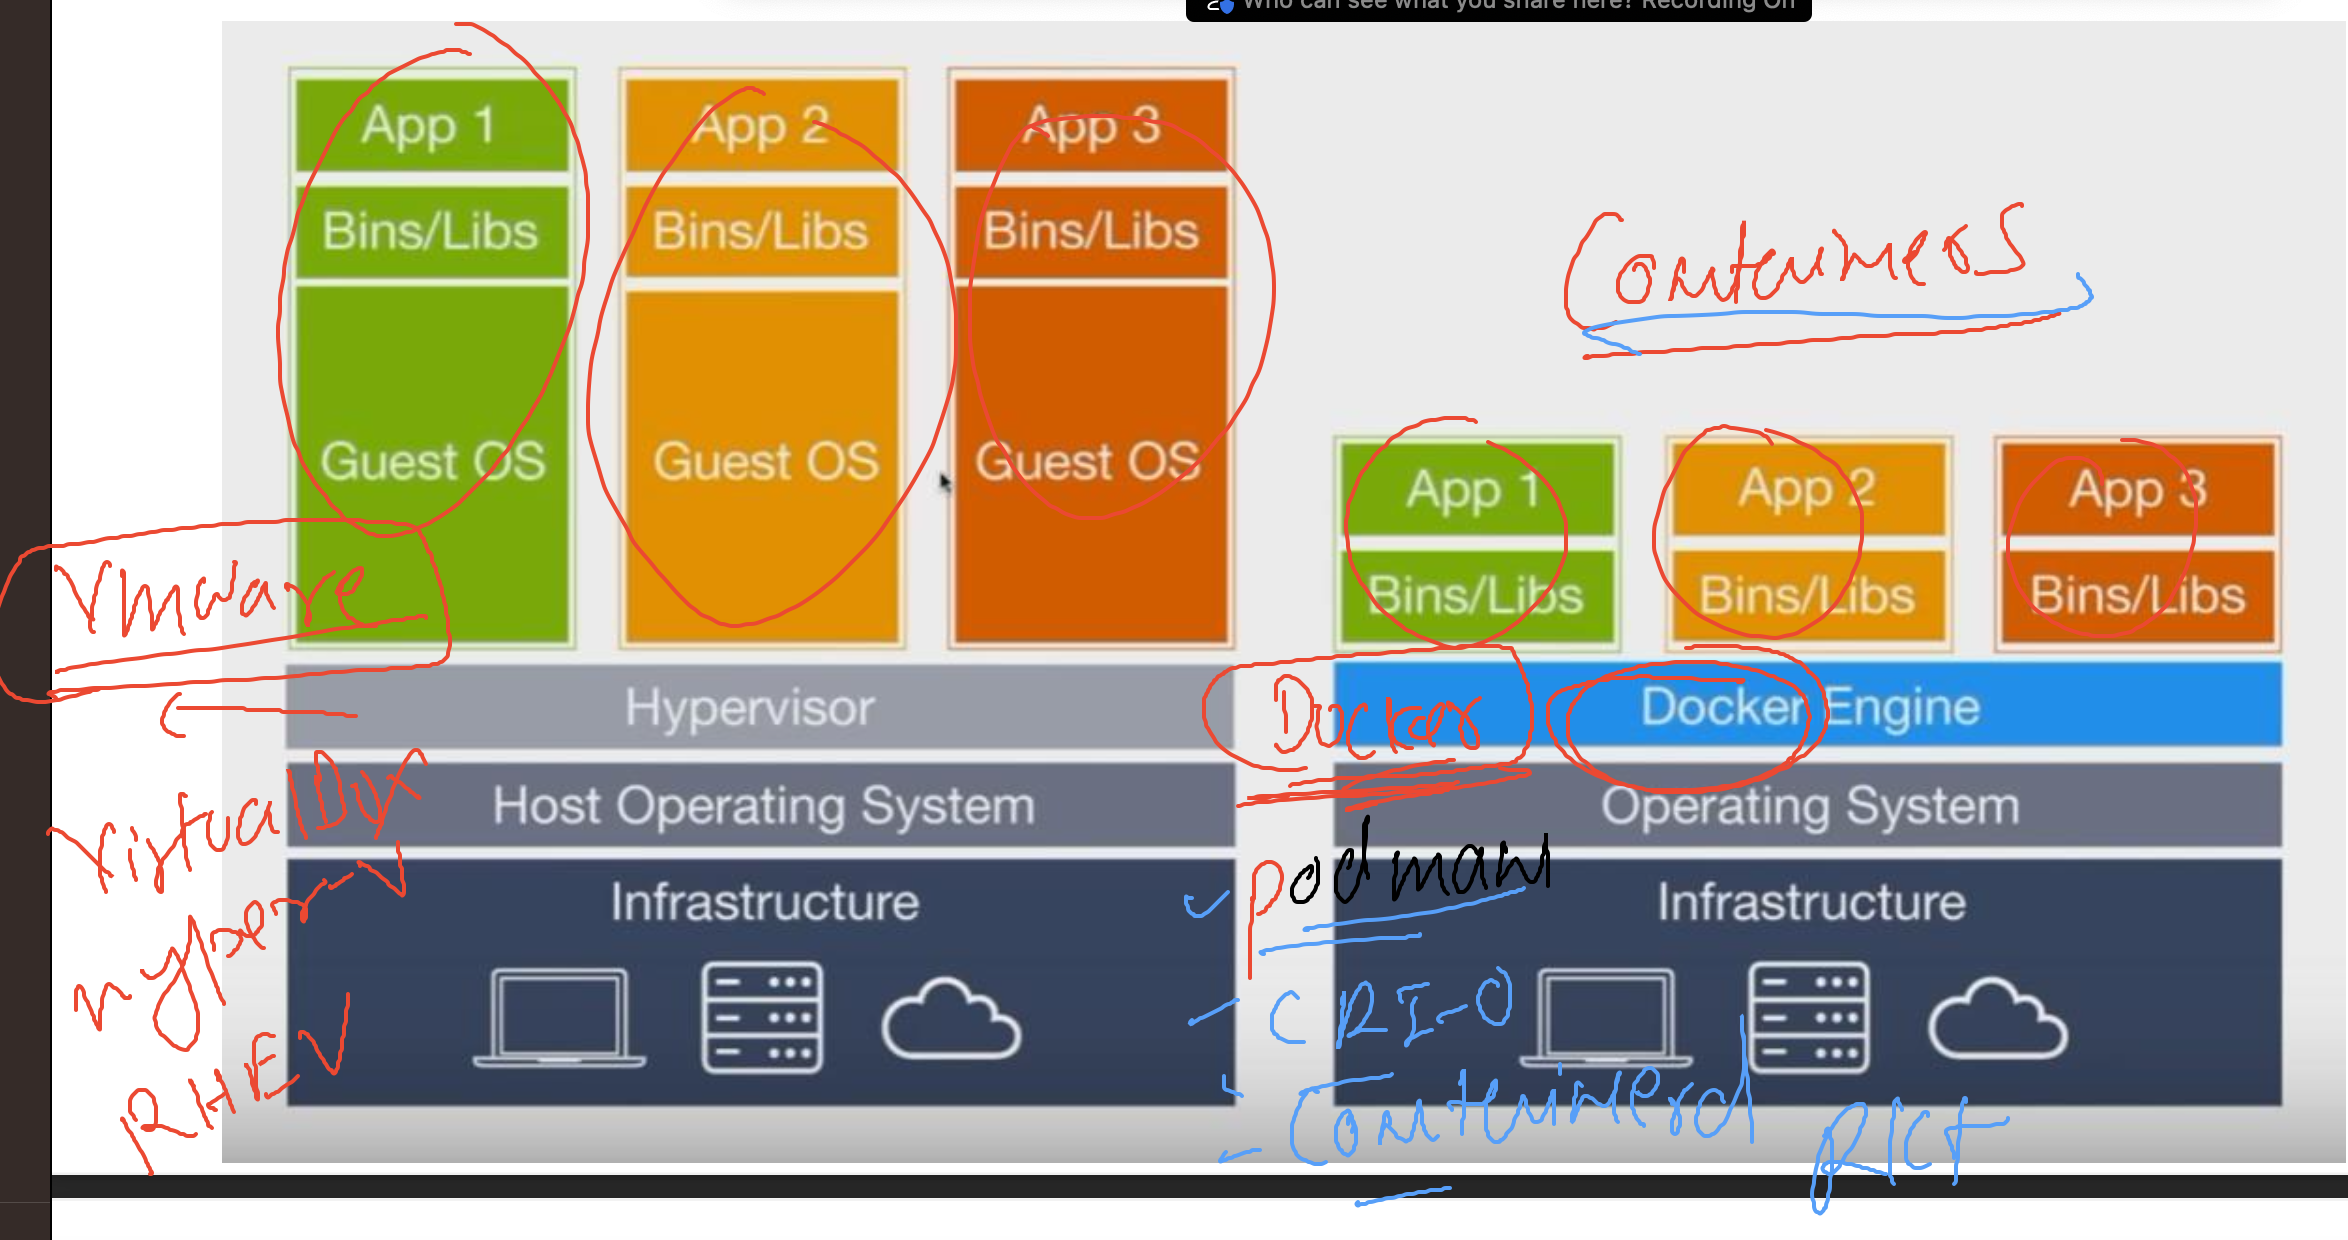 Who can see what you share here? Recording On
App 1
Bins/Libs
Guest OS
App 2
Bins/Libs
Guest OS
App 3
Bins/Libs
Guest OS
Hypervisor
Host Operating System
Infrastructure
Vmware
VirtualBox
RHEV
Containers
App 1
Bins/Libs
App 2
Bins/Libs
App 3
Bins/Libs
Docker
Docker Engine
Operating System
Infrastructure
Podman
CRI-O
Containerd